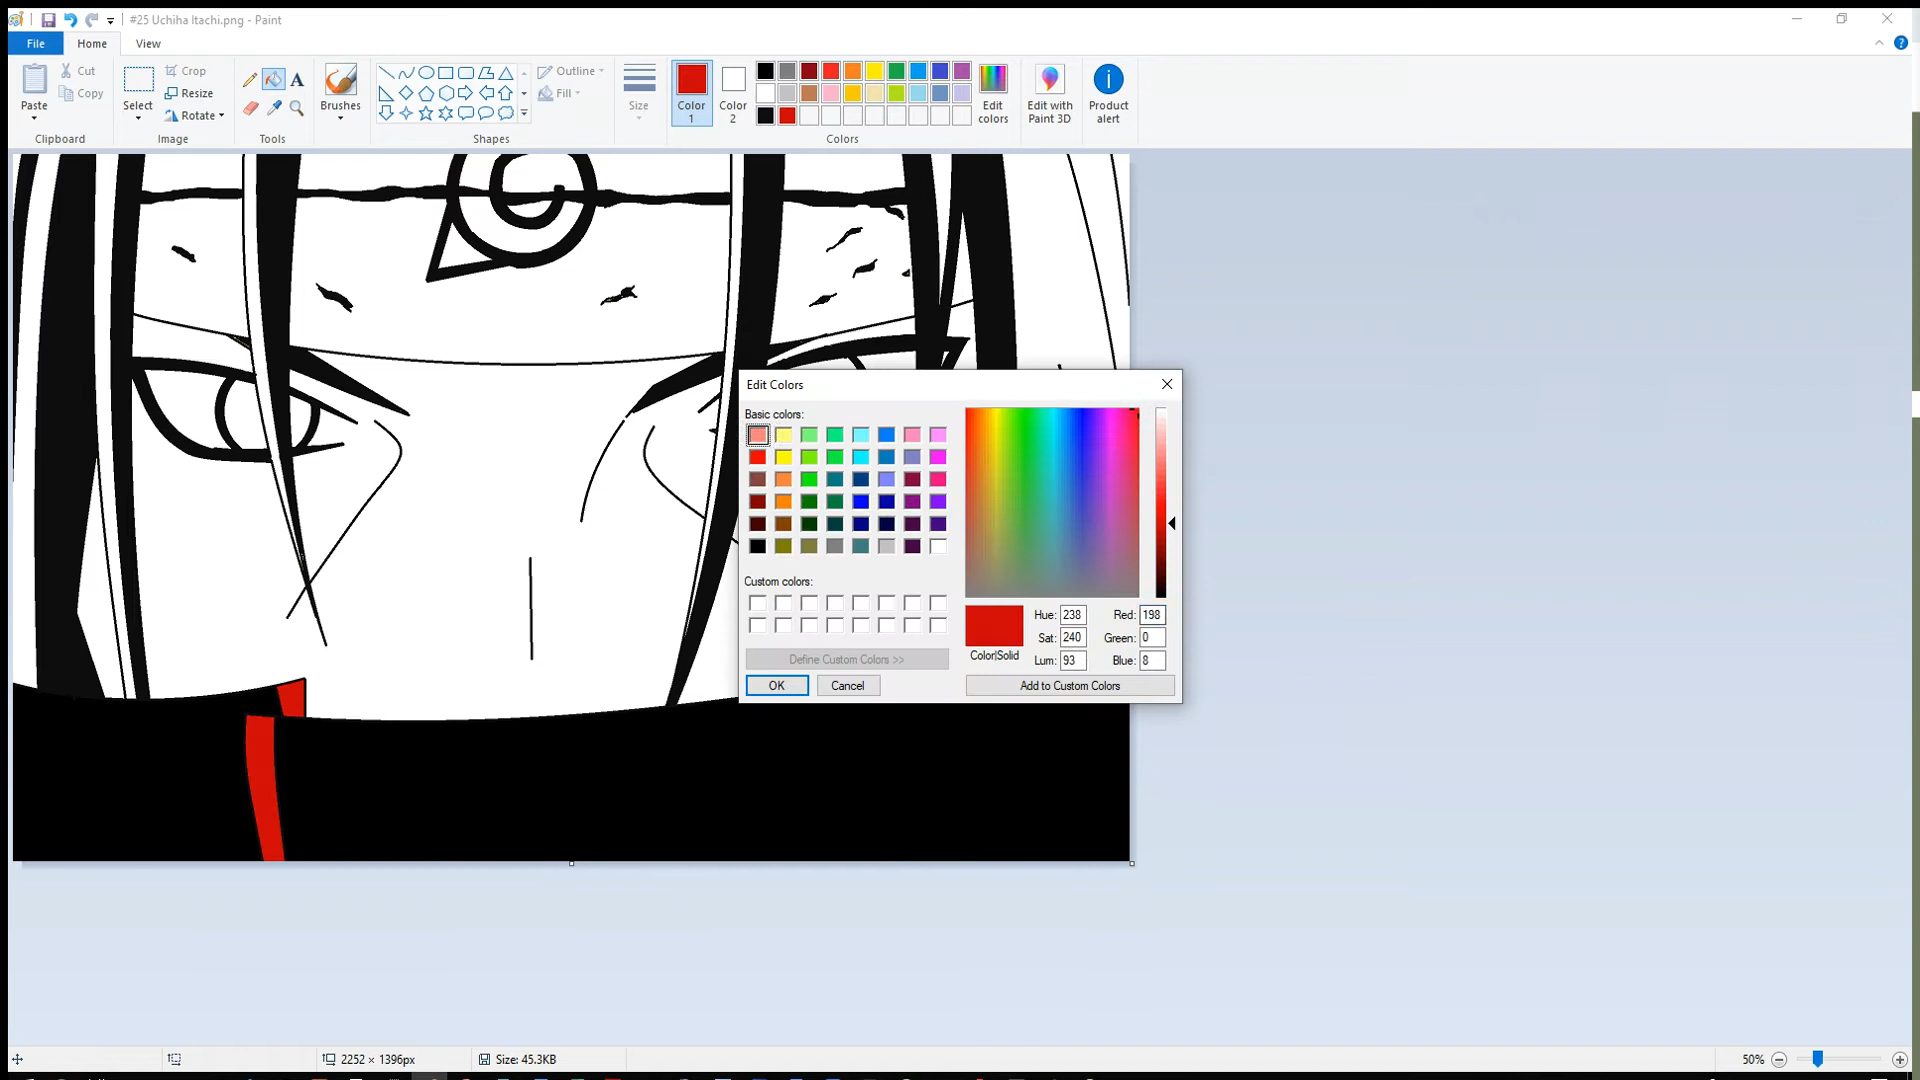 #25 Uchiha Itachi.png - Paint
File Home View
Paste
Cut
Copy
Clipboard
Select
Crop
Resize
Rotate
Image
A
Tools
Brushes
Shapes
Outline
Fill
Size
Color 1
Color 2
Colors
Edit colors
Edit with Paint 3D
Product alert
Edit Colors
Basic colors:
Custom colors:
Define Custom Colors >>
OK Cancel
Color|Solid
Hue: 238 Red: 198
Sat: 240 Green: 0
Lum: 93 Blue: 8
Add to Custom Colors
2252 × 1396px Size: 45.3KB 50%